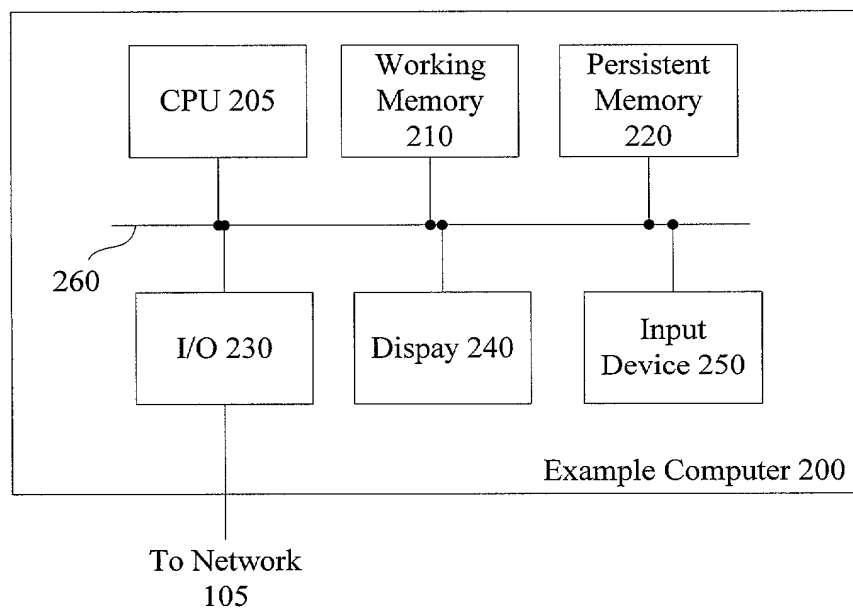 CPU 205
Working
Memory
210
Persistent
Memory
220
260
I/O 230
Dispay 240
Input
Device 250
Example Computer 200
To Network
105